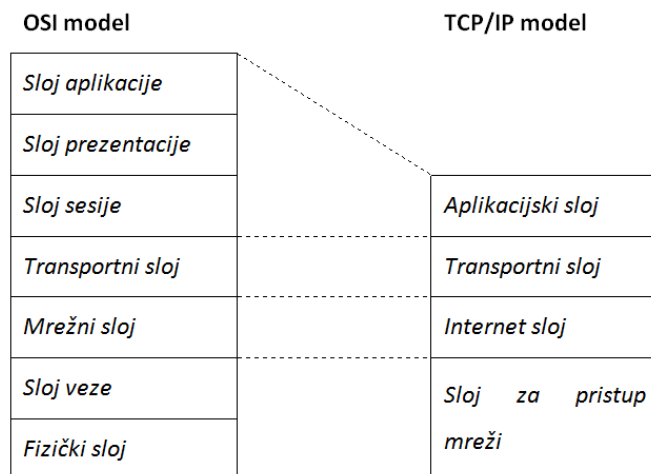 OSI model
TCP/IP model
Sloj aplikacije
Sloj prezentacije
Sloj sesije
Transportni sloj
Mrežni sloj
Sloj veze
Fizički sloj
Aplikacijski sloj
Transportni sloj
Internet sloj
Sloj za pristup
mreži